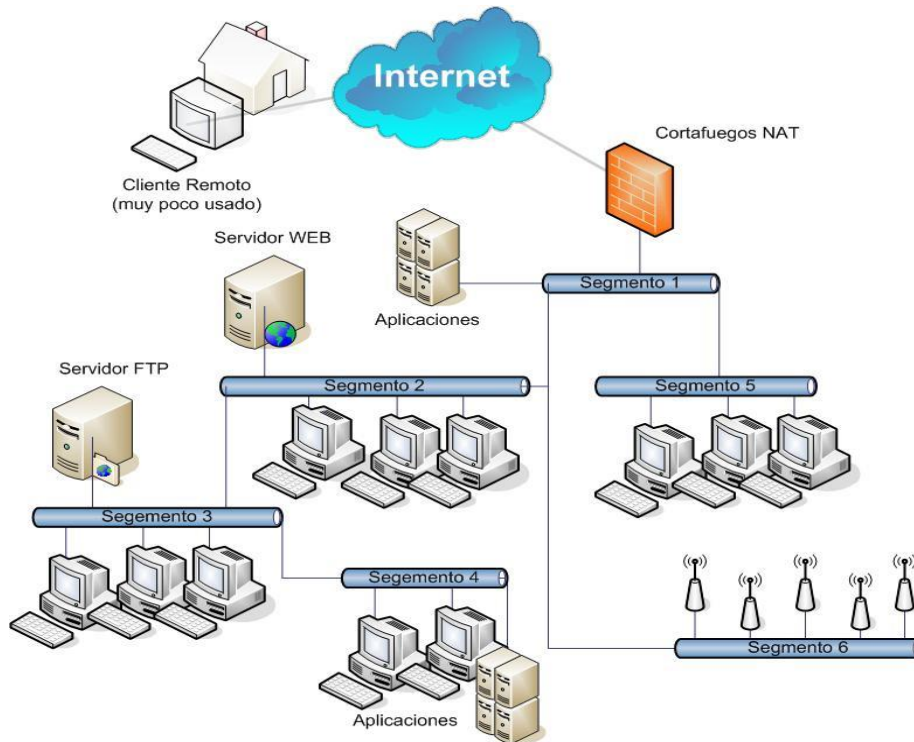 Internet
Cortafuegos NAT
Cliente Remoto
(muy poco usado)
Servidor WEB
Segmento 1
Aplicaciones
Servidor FTP
Segmento 2
Segmento 5
Segemento 3
Segemento 4
Segmento 6
Aplicaciones